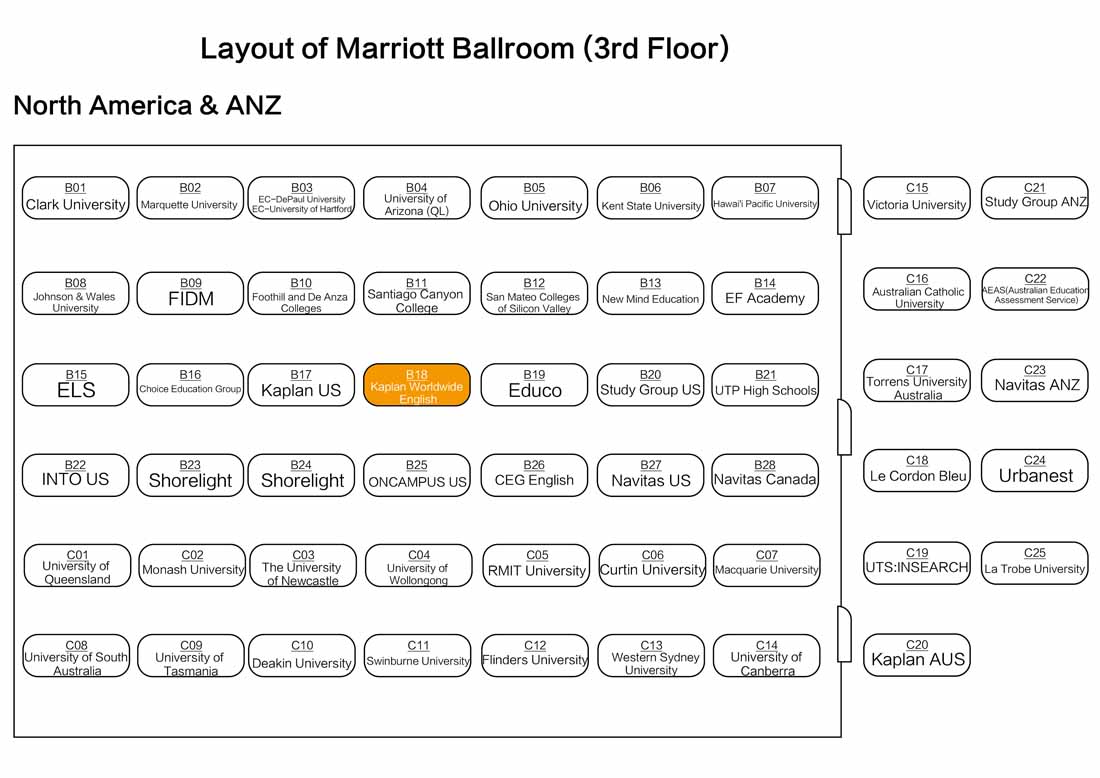 Layout of Marriott Ballroom (3rd Floor)
North America & ANZ
B01
Clark University
B02
Marquette University
B03
EC-DePaul University
EC-University of Hartford
B04
University of
Arizona (QL)
B05
Ohio University
B06
Kent State University
B07
Hawai'i Pacific University
C15
Victoria University
C21
Study Group ANZ
B08
Johnson & Wales
University
B09
FIDM
B10
Foothill and De Anza
Colleges
B11
Santiago Canyon
College
B12
San Mateo Colleges
of Silicon Valley
B13
New Mind Education
B14
EF Academy
C16
Australian Catholic
University
C22
AEAS(Australian Education
Assessment Service)
B15
ELS
B16
Choice Education Group
B17
Kaplan US
B18
Kaplan Worldwide
English
B19
Educo
B20
Study Group US
B21
UTP High Schools
C17
Torrens University
Australia
C23
Navitas ANZ
B22
INTO US
B23
Shorelight
B24
Shorelight
B25
ONCAMPUS US
B26
CEG English
B27
Navitas US
B28
Navitas Canada
C18
Le Cordon Bleu
C24
Urbanest
C01
University of
Queensland
C02
Monash University
C03
The University
of Newcastle
C04
University of
Wollongong
C05
RMIT University
C06
Curtin University
C07
Macquarie University
C19
UTS:INSEARCH
C25
La Trobe University
C08
University of South
Australia
C09
University of
Tasmania
C10
Deakin University
C11
Swinburne University
C12
Flinders University
C13
Western Sydney
University
C14
University of
Canberra
C20
Kaplan AUS